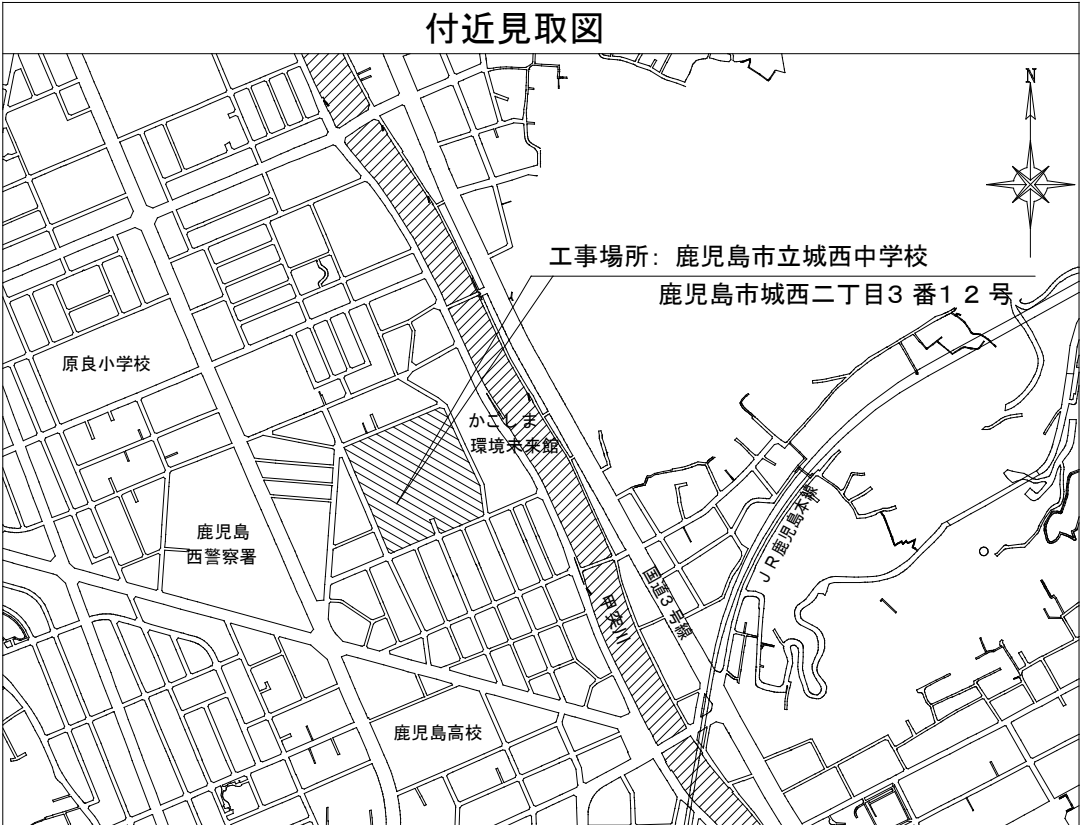 付近見取図
N
工事場所: 鹿児島市立城西中学校
鹿児島市城西二丁目3番12号
原良小学校
かごしま
環境未来館
鹿児島
西警察署
JR鹿児島本線
国道3号線
甲突川
鹿児島高校